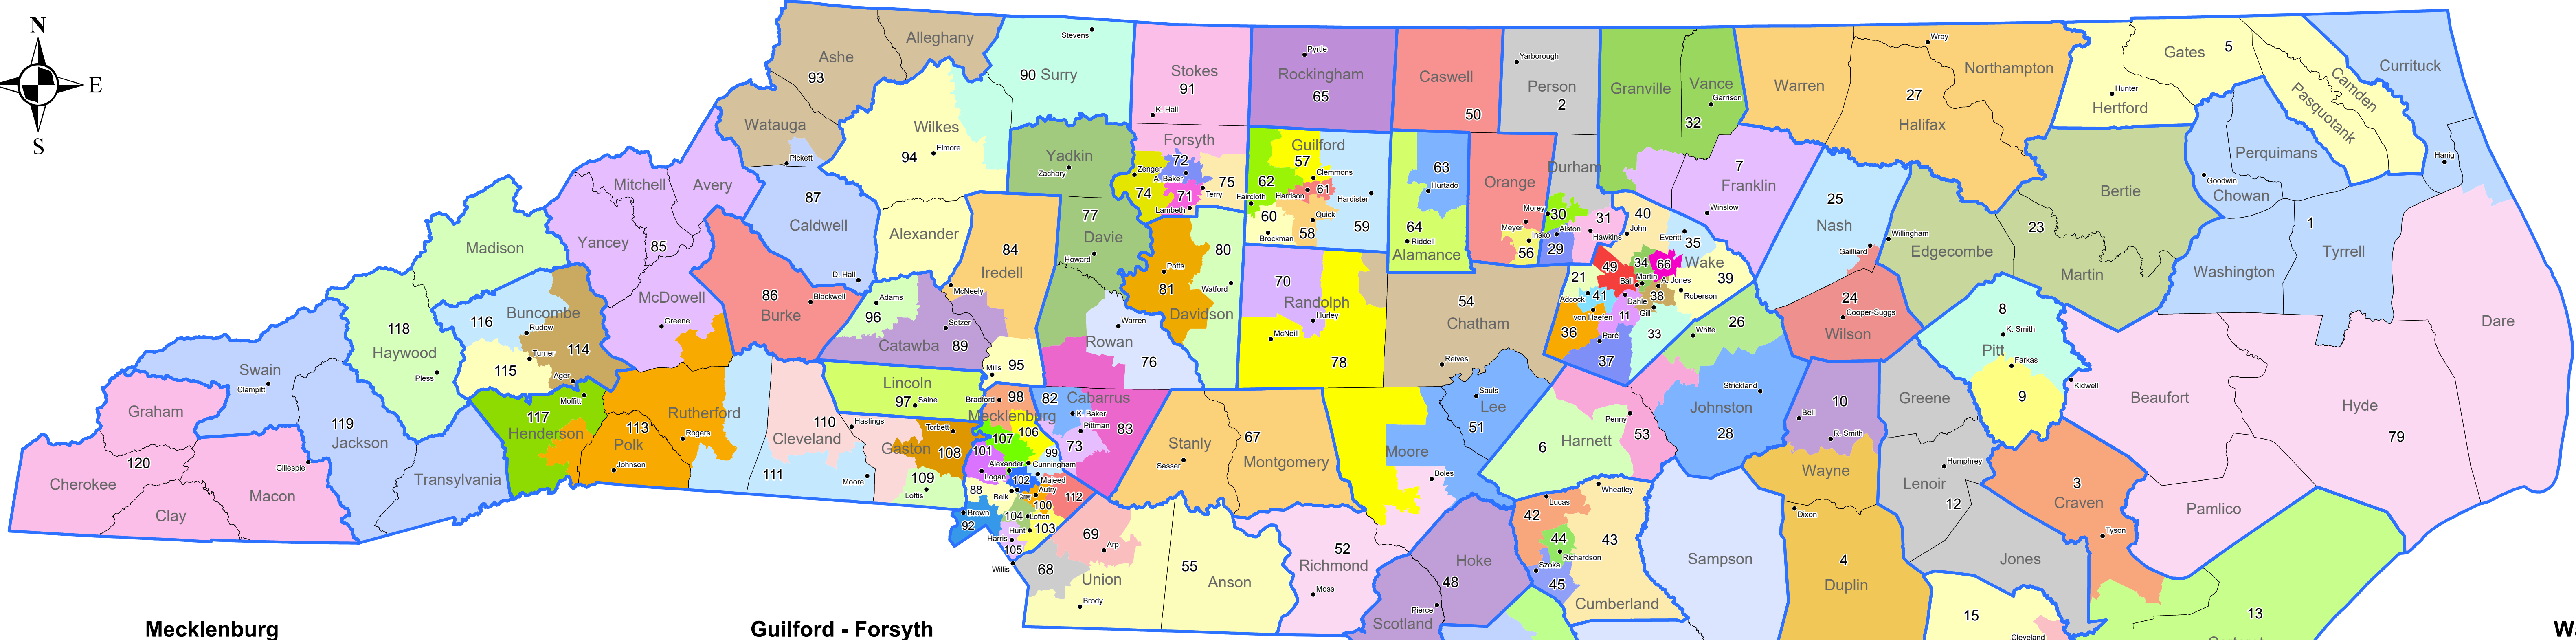 N
E
S
Ashe
93
Alleghany
Stevens
90 Surry
Stokes
91
K. Hall
Pyrtle
Rockingham
65
Caswell
50
Yarborough
Person
2
Granville
Vance
Garrison
32
Warren
Wray
Northampton
27
Halifax
Gates
5
Hunter
Hertford
Camden
Pasquotank
Currituck
Watauga
Pickett
Wilkes
94
Elmore
Yadkin
Zachary
Forsyth
72
Zenger
A. Baker
75
74
71
Terry
Lambeth
Guilford
57
Clemmons
62
61
Faircloth
Harrison
Hardister
60
Quick
Brockman
58
59
63
Hurtado
64
Riddell
Alamance
Orange
Meyer
Insko
56
Durham
Morey
30
Alston
29
31
Hawkins
7
Franklin
Winslow
40
John
Everitt
35
Wake
49
34
66
Martin
A. Jones
Ball
39
21
Adcock
41
Dahle
38
Roberson
von Haefen
11
Gill
36
33
Paré
37
White
26
25
Nash
Gailliard
Willingham
Edgecombe
23
Bertie
Martin
Goodwin
Perquimans
Chowan
Hanig
1
Tyrrell
Washington
Dare
Mitchell
Avery
Yancey
85
McDowell
Greene
87
Caldwell
D. Hall
Alexander
84
Iredell
McNeely
77
Davie
Howard
Potts
81
80
Watford
Davidson
70
Randolph
Hurley
McNeill
78
54
Chatham
Reives
24
Cooper-Suggs
Wilson
8
K. Smith
Pitt
Farkas
9
Kidwell
Madison
118
Haywood
Pless
116
Buncombe
Rudow
Turner
114
115
Ager
86
Burke
Blackwell
Adams
96
Setzer
Catawba
89
95
Mills
Warren
Rowan
76
Swain
Clampitt
Graham
119
Jackson
Gillespie
120
Cherokee
Macon
Clay
Transylvania
Moffitt
117
Henderson
113
Polk
Johnson
Rutherford
Rogers
110
Hastings
Cleveland
111
Moore
Lincoln
97
Saine
Bradford
98
Mecklenburg
Torbett
Gaston
108
109
Loftis
107
106
101
99
Alexander
Cunningham
Logan
102
Majeed
88
Autry
Belk
112
100
Brown
92
104
Lofton
Hunt
103
Harris
105
Willis
82
Cabarrus
K. Baker
Pittman
73
83
Stanly
67
Sasser
Montgomery
Moore
Boles
Sauls
Lee
51
Penny
6
Harnett
53
Strickland
Johnston
28
10
Bell
R. Smith
Wayne
Greene
Humphrey
Lenoir
12
Jones
3
Craven
Tyson
Beaufort
Hyde
79
Pamlico
69
Arp
68
Union
Brody
55
Anson
52
Richmond
Moss
Hoke
48
Pierce
Scotland
Lucas
Wheatley
42
44
43
Richardson
Szoka
45
Cumberland
Sampson
Dixon
4
Duplin
15
Cleveland
13
Mecklenburg
Guilford - Forsyth